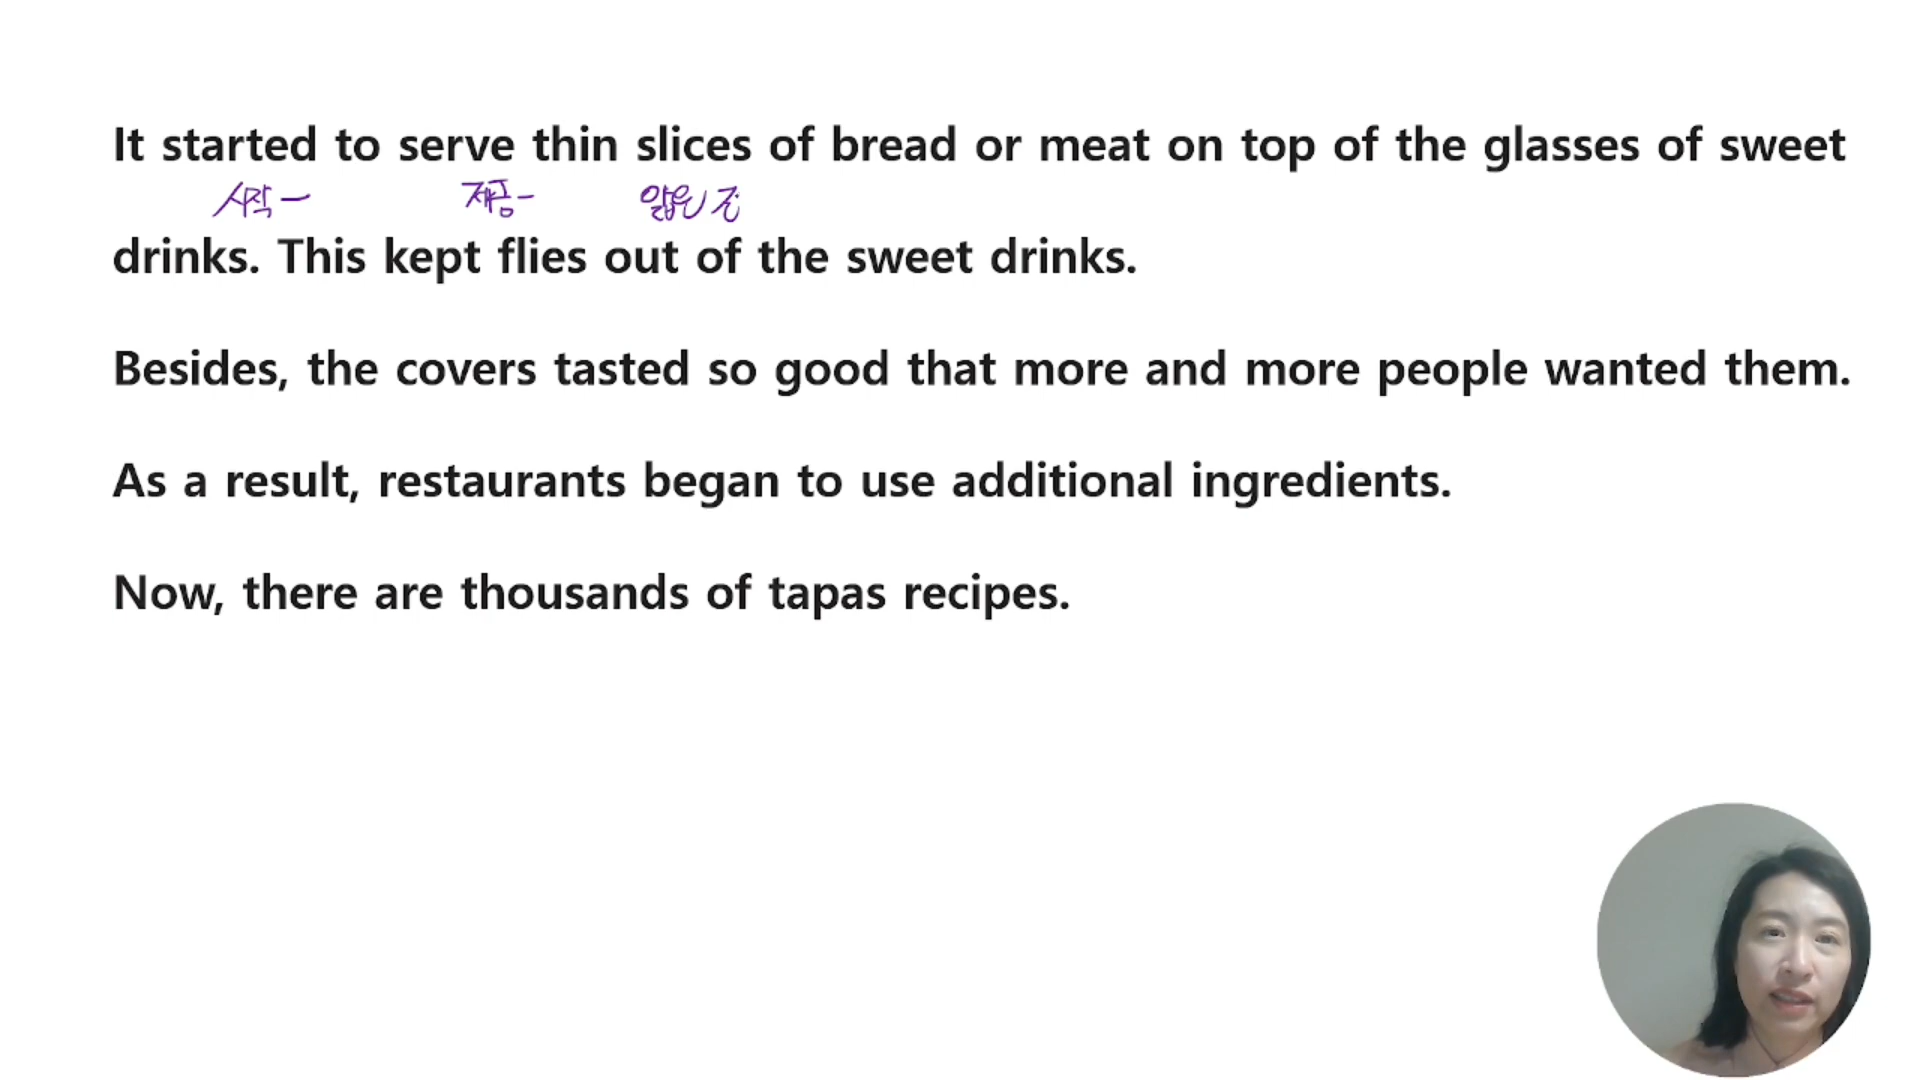 It started to serve thin slices of bread or meat on top of the glasses of sweet
시작- 제공- 얇은 조
drinks. This kept flies out of the sweet drinks.
Besides, the covers tasted so good that more and more people wanted them.
As a result, restaurants began to use additional ingredients.
Now, there are thousands of tapas recipes.